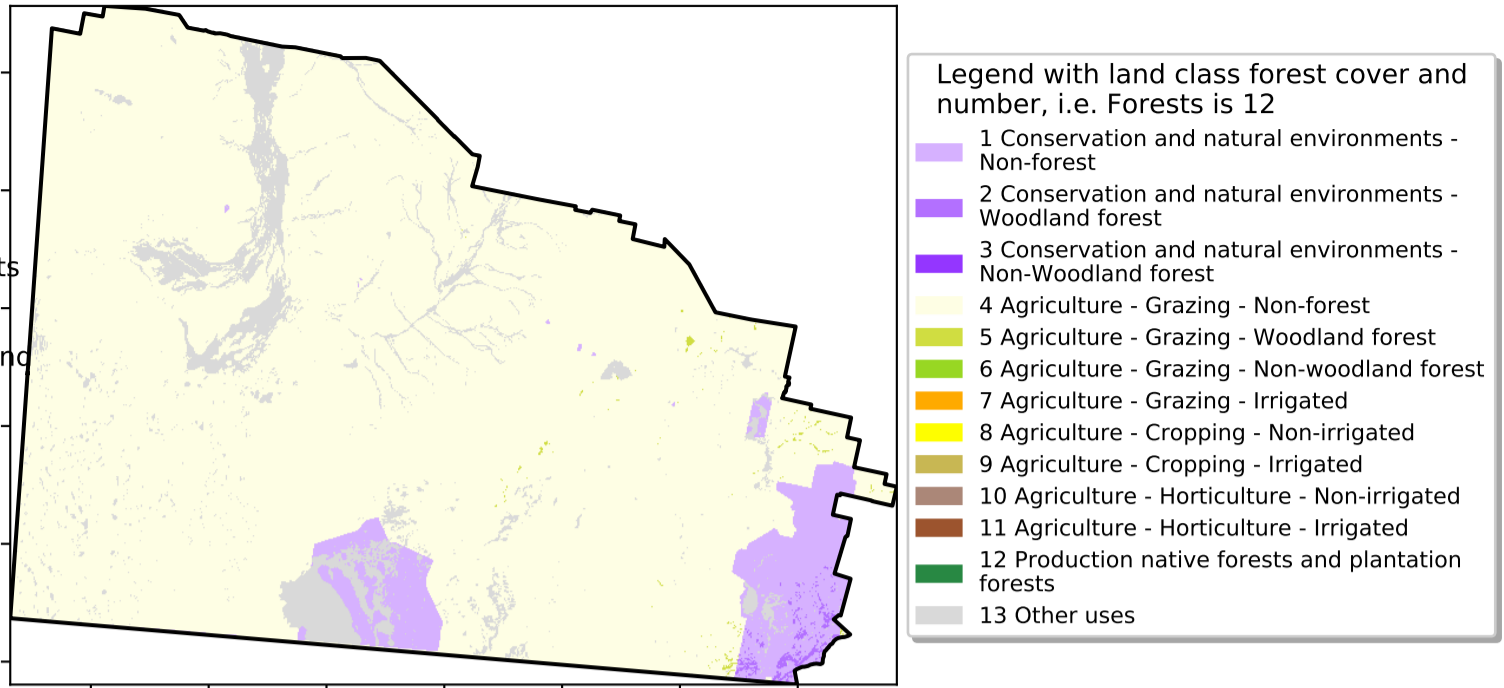 ts
nd
Legend with land class forest cover and
number, i.e. Forests is 12
1 Conservation and natural environments -
Non-forest
2 Conservation and natural environments -
Woodland forest
3 Conservation and natural environments -
Non-Woodland forest
4 Agriculture - Grazing - Non-forest
5 Agriculture - Grazing - Woodland forest
6 Agriculture - Grazing - Non-woodland forest
7 Agriculture - Grazing - Irrigated
8 Agriculture - Cropping - Non-irrigated
9 Agriculture - Cropping - Irrigated
10 Agriculture - Horticulture - Non-irrigated
11 Agriculture - Horticulture - Irrigated
12 Production native forests and plantation
forests
13 Other uses